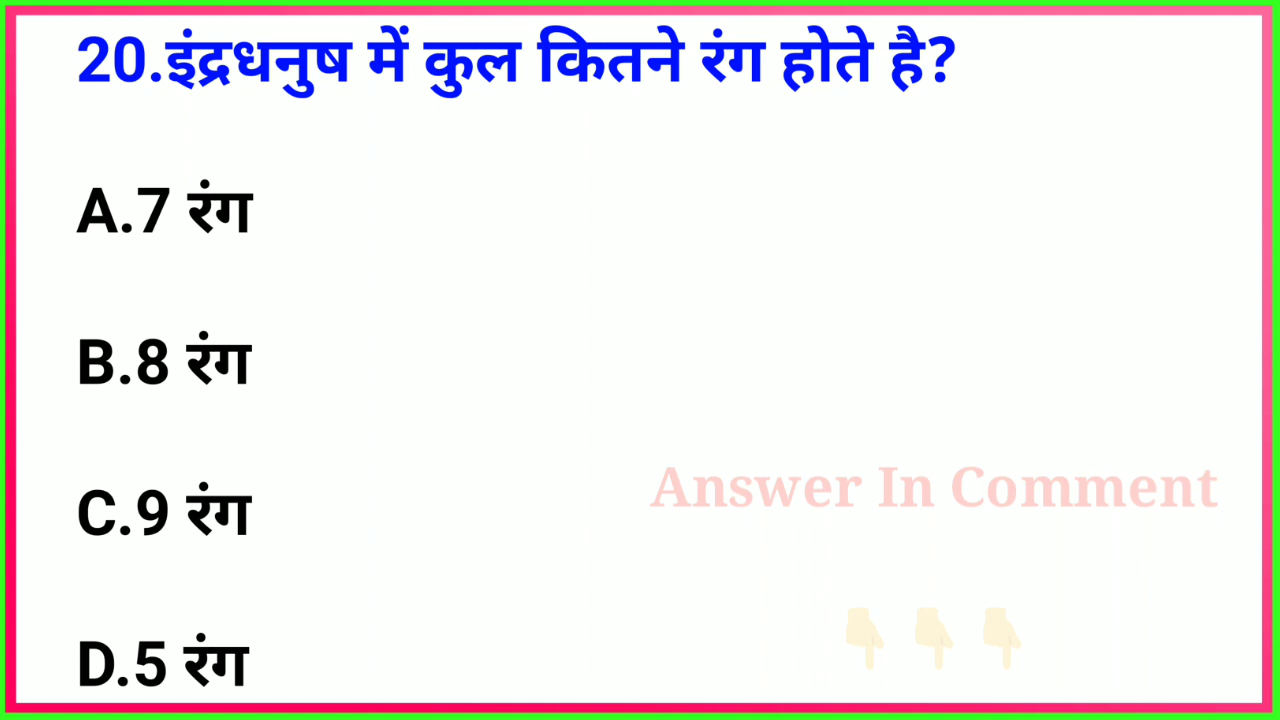 20.इंद्रधनुष में कुल कितने रंग होते है?
A.7 रंग
B.8 रंग
C.9 रंग
Answer In Comment
D.5 रंग